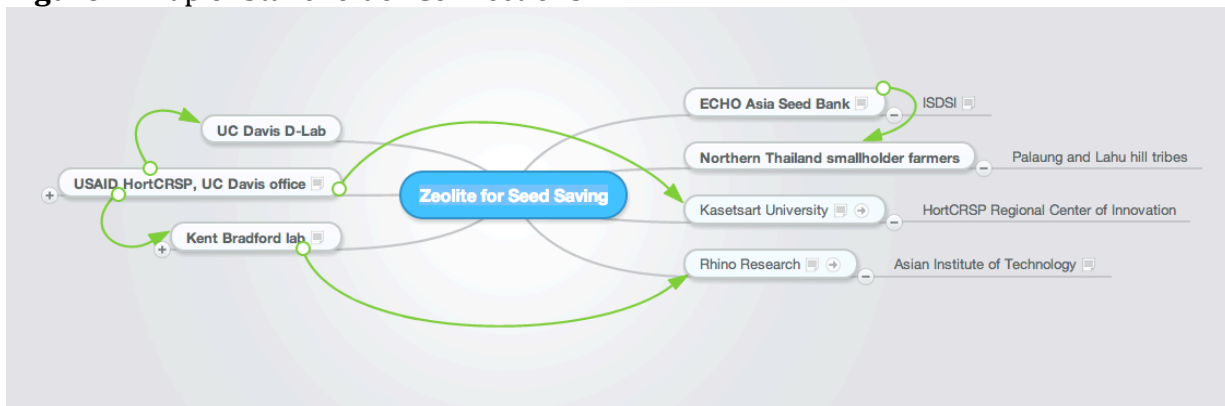 UC Davis D-Lab
USAID HortCRSP, UC Davis office
Kent Bradford lab
Zeolite for Seed Saving
ECHO Asia Seed Bank
ISDSI
Northern Thailand smallholder farmers
Palaung and Lahu hill tribes
Kasetsart University
HortCRSP Regional Center of Innovation
Rhino Research
Asian Institute of Technology